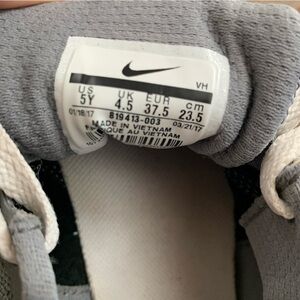 VH
US UK EUR cm
5Y 4.5 37.5 23.5
01/18/17 819413-003 03/21/17
MADE IN VIETNAM
FABRIQUE AU VIETNAM